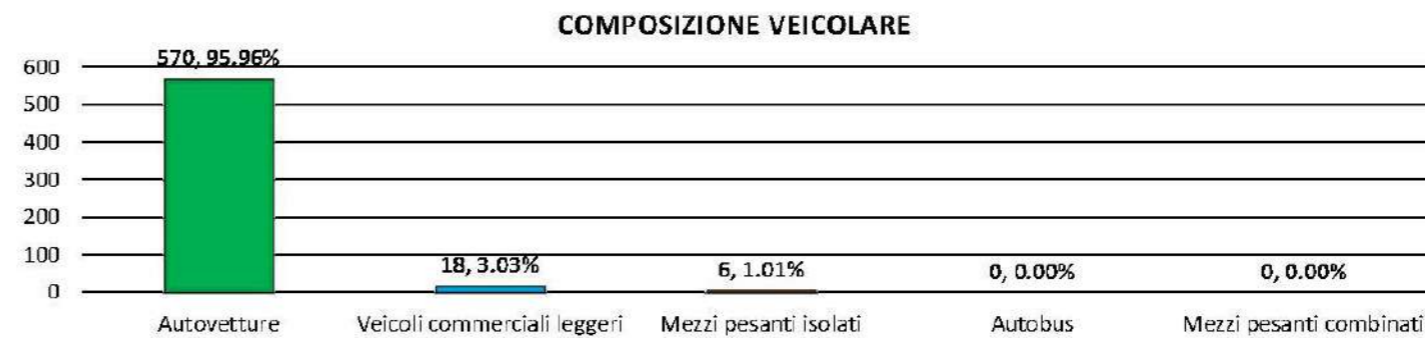 COMPOSIZIONE VEICOLARE
570, 95.96%
600
500
400
300
200
100
0
18, 3.03%
6, 1.01%
0, 0.00%
0, 0.00%
Autovetture
Veicoli commerciali leggeri
Mezzi pesanti isolati
Autobus
Mezzi pesanti combinati